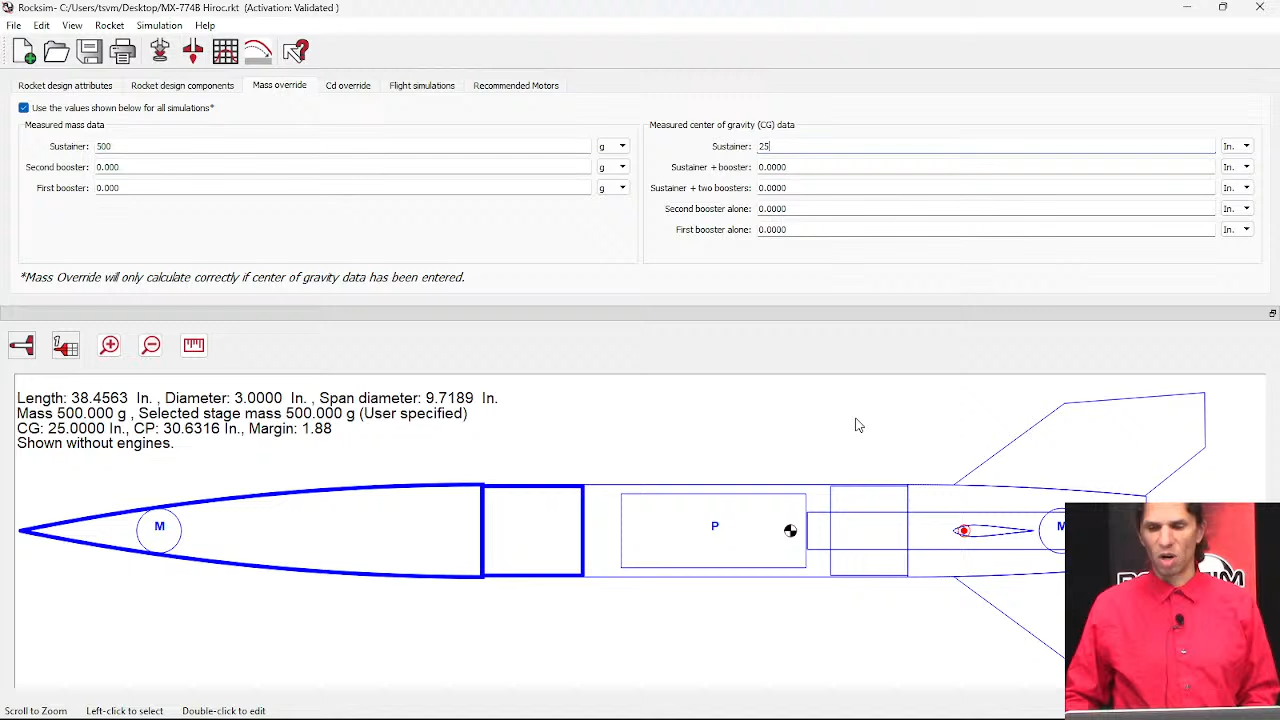 Rocksim- C:/Users/tsvm/Desktop/MX-774B Hiroc.rkt (Activation: Validated )
File Edit View Rocket Simulation Help
Rocket design attributes Rocket design components Mass override Cd override Flight simulations Recommended Motors
Use the values shown below for all simulations*
Measured mass data
Sustainer: 500 g
Second booster: 0.000 g
First booster: 0.000 g
Measured center of gravity (CG) data
Sustainer: 25 In.
Sustainer + booster: 0.0000 In.
Sustainer + two boosters: 0.0000 In.
Second booster alone: 0.0000 In.
First booster alone: 0.0000 In.
*Mass Override will only calculate correctly if center of gravity data has been entered.
Length: 38.4563 In. , Diameter: 3.0000 In. , Span diameter: 9.7189 In.
Mass 500.000 g , Selected stage mass 500.000 g (User specified)
CG: 25.0000 In., CP: 30.6316 In., Margin: 1.88
Shown without engines.
M P M
Scroll to Zoom Left-click to select Double-click to edit